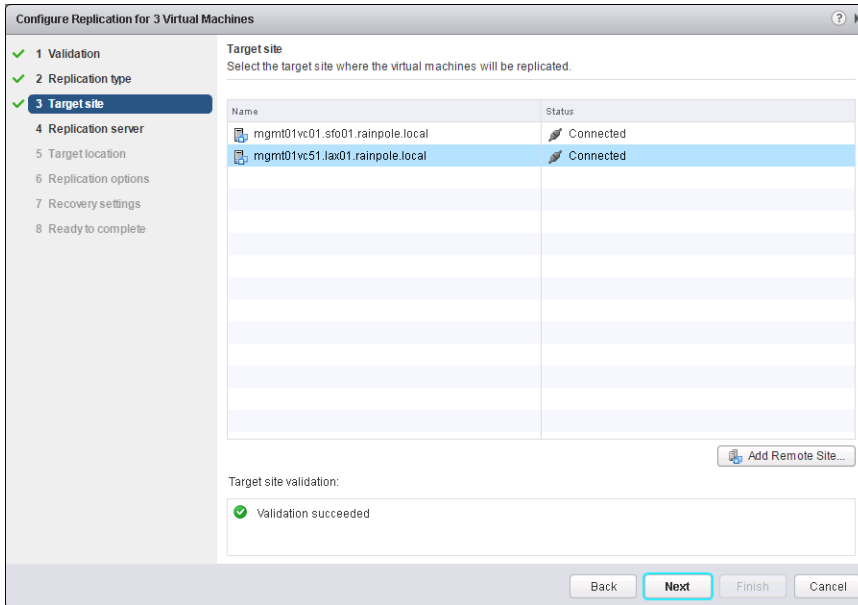 Configure Replication for 3 Virtual Machines
?
1 Validation
2 Replication type
3 Target site
4 Replication server
5 Target location
6 Replication options
7 Recovery settings
8 Ready to complete
Target site
Select the target site where the virtual machines will be replicated.
Name Status
mgmt01vc01.sfo01.rainpole.local Connected
mgmt01vc51.lax01.rainpole.local Connected
Add Remote Site...
Target site validation:
Validation succeeded
Back Next Finish Cancel